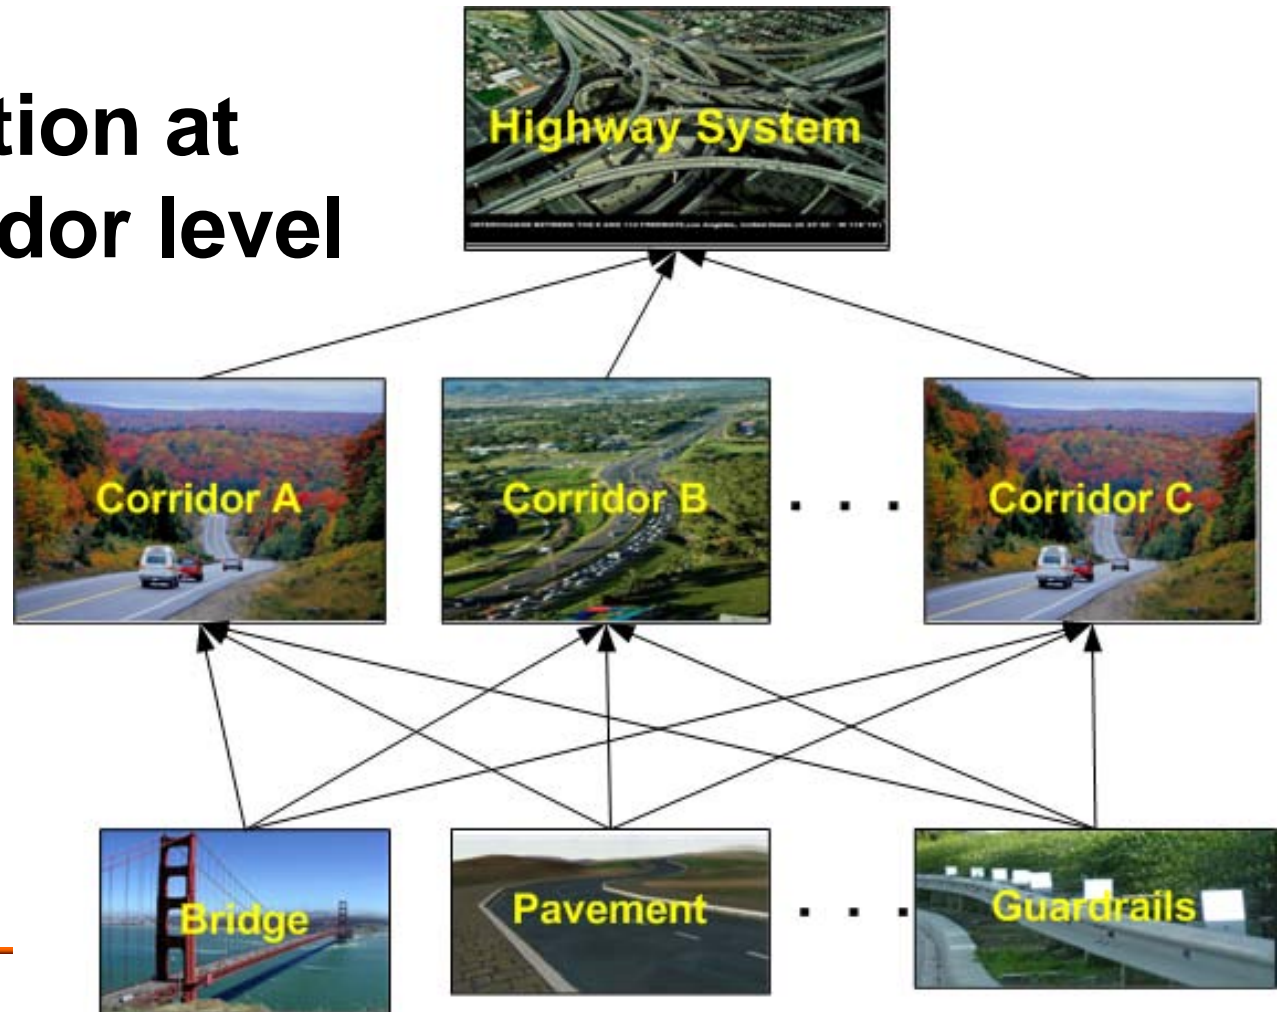 tion at
dor level
Highway System
Corridor A
Corridor B
. . .
Corridor C
Bridge
Pavement
. . .
Guardrails